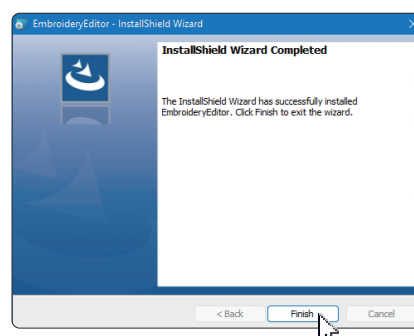 EmbroideryEditor - InstallShield Wizard
InstallShield Wizard Completed
The InstallShield Wizard has successfully installed
EmbroideryEditor. Click Finish to exit the wizard.
< Back Finish Cancel